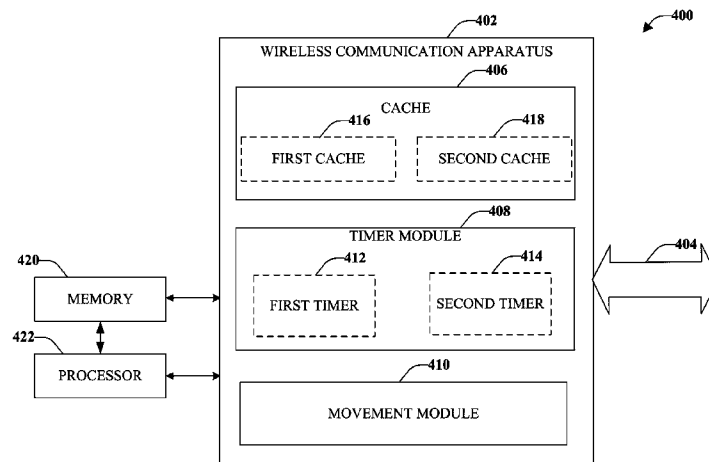 400
402
WIRELESS COMMUNICATION APPARATUS
406
CACHE
416
418
FIRST CACHE
SECOND CACHE
408
TIMER MODULE
404
412
414
420
MEMORY
FIRST TIMER
SECOND TIMER
422
PROCESSOR
410
MOVEMENT MODULE